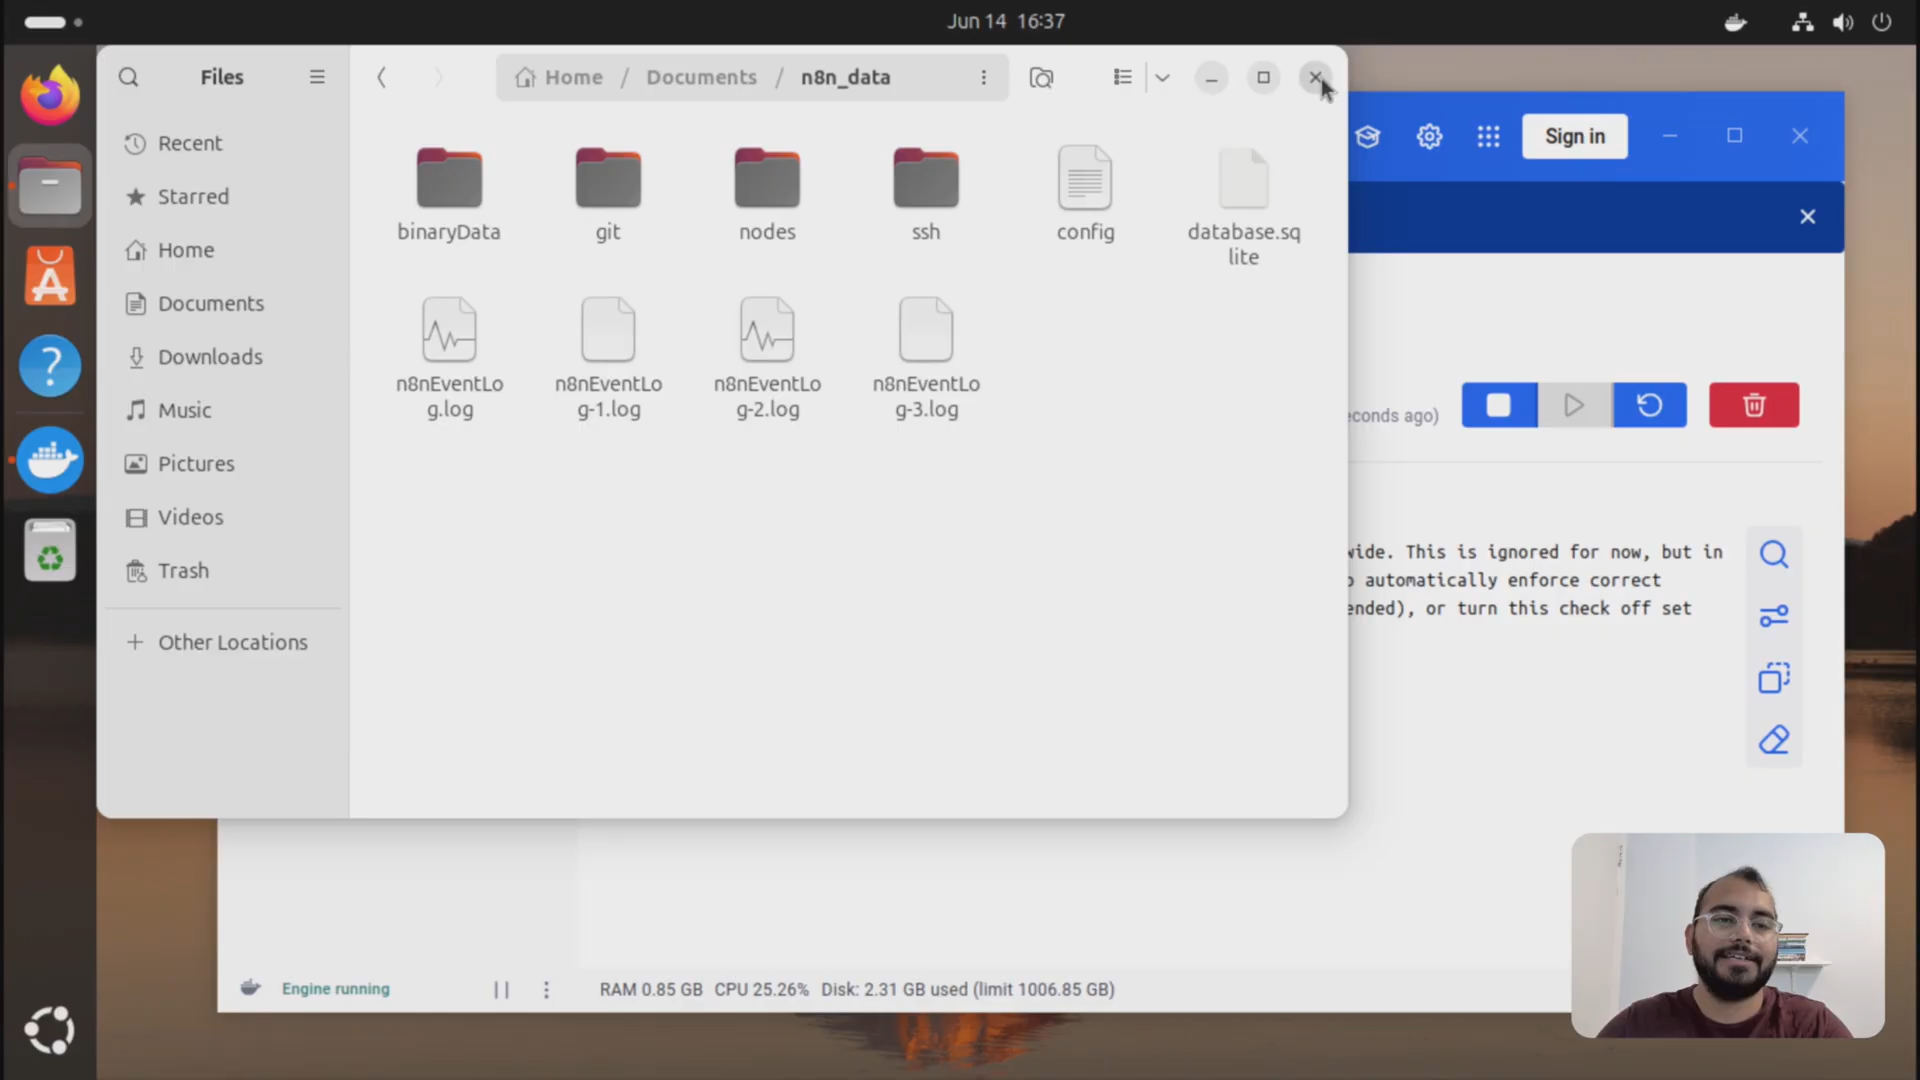 Jun 14 16:37
Files
Home / Documents / n8n_data
Sign in
Recent
Starred
Home
Documents
Downloads
Music
Pictures
Videos
Trash
Other Locations
binaryData
git
nodes
ssh
config
database.sq
lite
n8nEventLo
g.log
n8nEventLo
g-1.log
n8nEventLo
g-2.log
n8nEventLo
g-3.log
econds ago)
wide. This is ignored for now, but in
o automatically enforce correct
ended), or turn this check off set
Engine running
RAM 0.85 GB CPU 25.26% Disk: 2.31 GB used (limit 1006.85 GB)